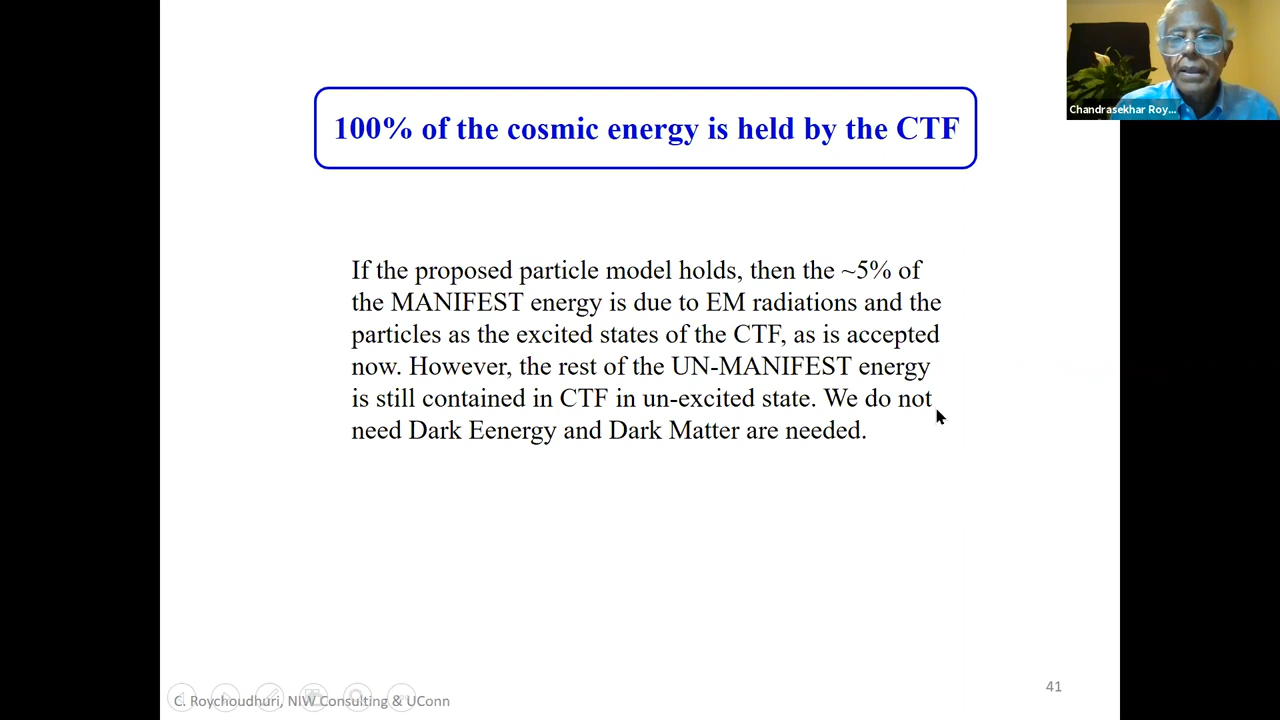 100% of the cosmic energy is held by the CTF
If the proposed particle model holds, then the ~5% of
the MANIFEST energy is due to EM radiations and the
particles as the excited states of the CTF, as is accepted
now. However, the rest of the UN-MANIFEST energy
is still contained in CTF in un-excited state. We do not
need Dark Eenergy and Dark Matter are needed.
C. Roychoudhuri, NIW Consulting & UConn
41
Chandrasekhar Roy...